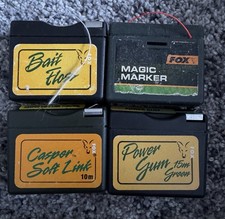 Bait
Floss
FOX
MAGIC
MARKER
Casper
Soft Link
10m
Power
Gum 15m
Green